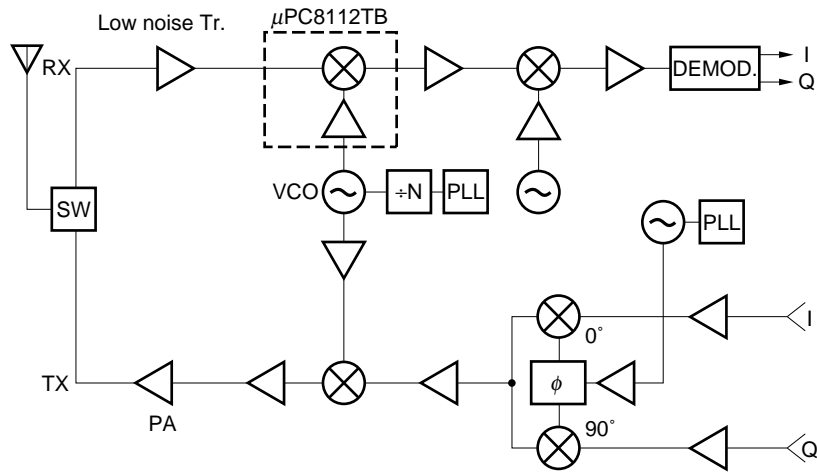 Low noise Tr.
μPC8112TB
RX
DEMOD.
I
Q
SW
VCO
÷N
PLL
PLL
0°
I
TX
PA
ϕ
90°
Q